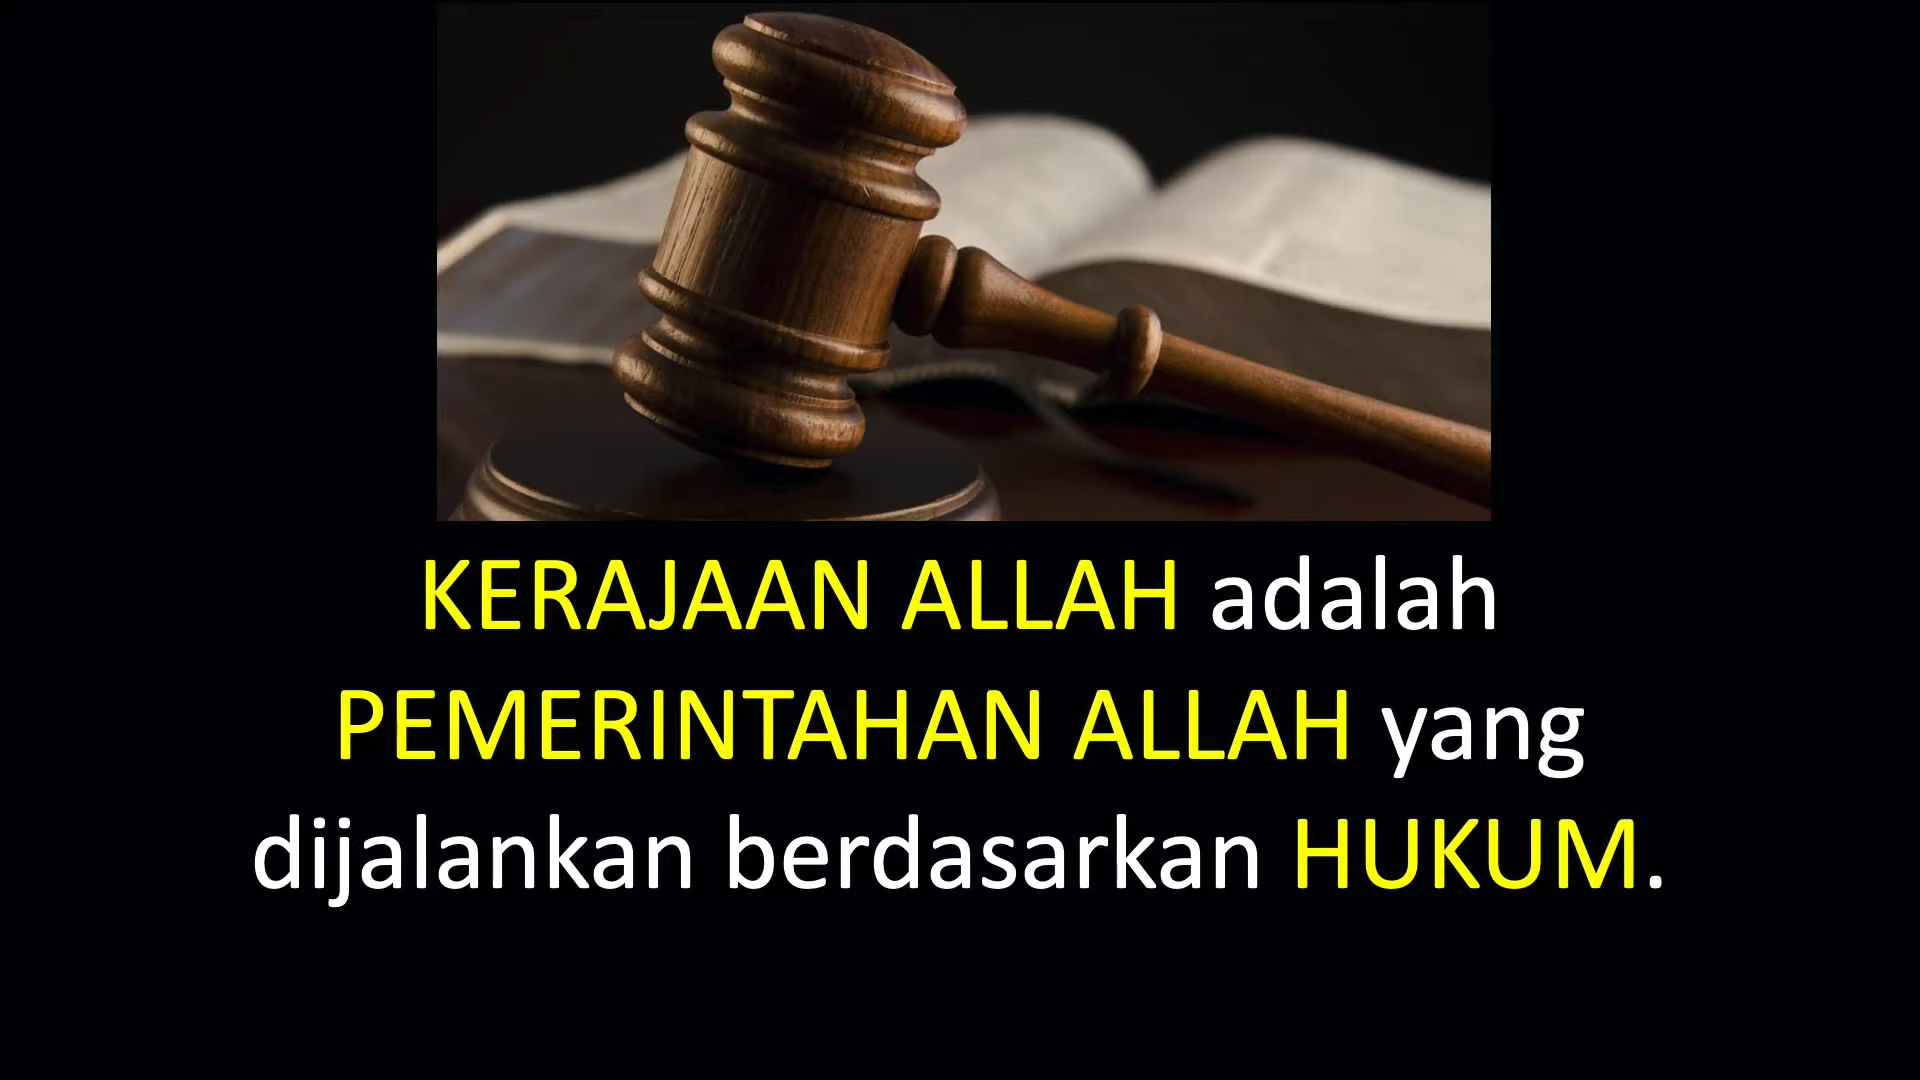 KERAJAAN ALLAH adalah
PEMERINTAHAN ALLAH yang
dijalankan berdasarkan HUKUM.